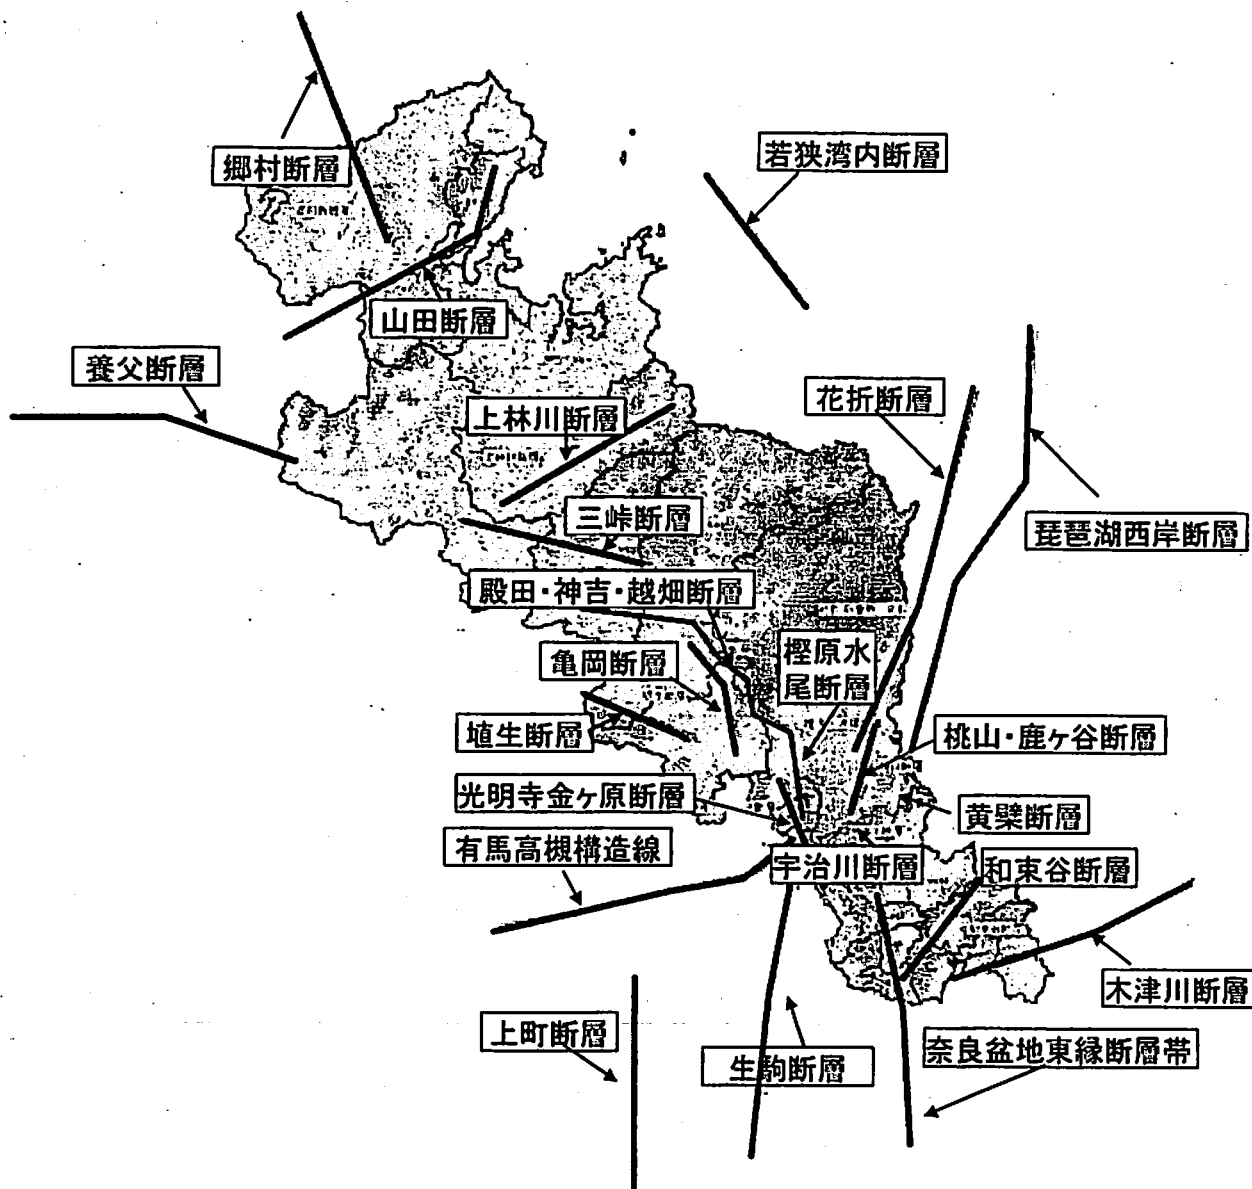 郷村断層
若狭湾内断層
山田断層
養父断層
上林川断層
花折断層
三峠断層
琵琶湖西岸断層
殿田・神吉・越畑断層
樫原水
尾断層
亀岡断層
埴生断層
桃山・鹿ケ谷断層
光明寺金ケ原断層
黄檗断層
有馬高槻構造線
宇治川断層
和束谷断層
木津川断層
上町断層
生駒断層
奈良盆地東縁断層帯